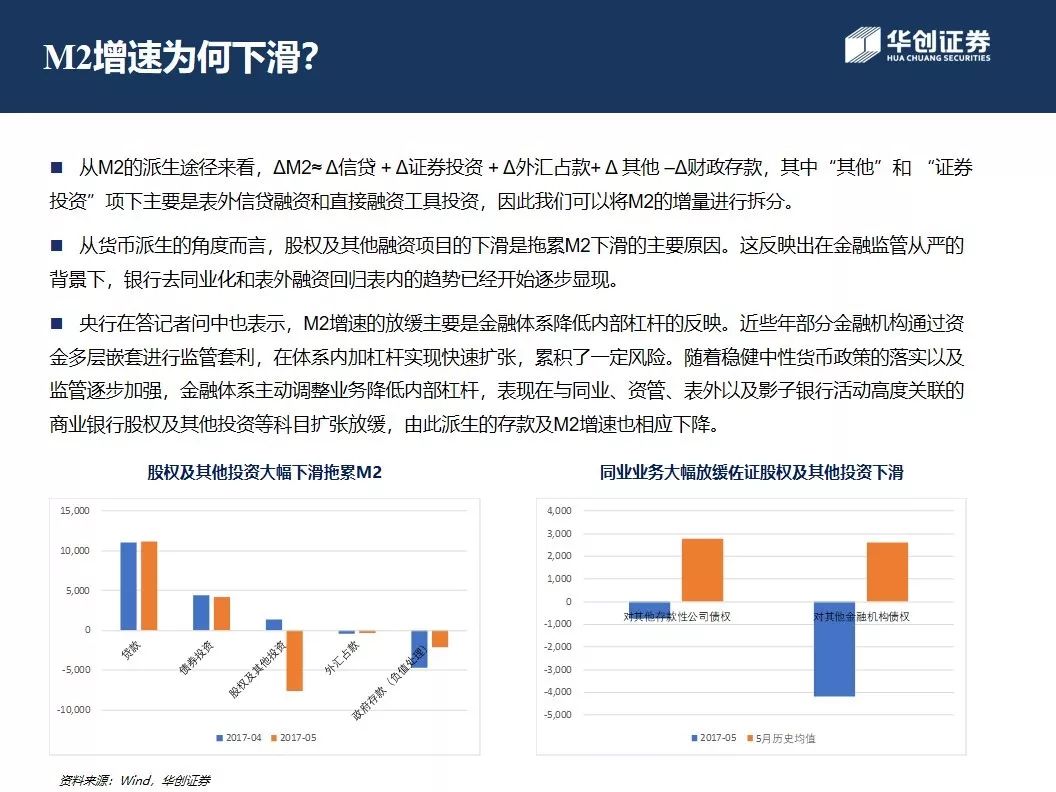 M2增速为何下滑？
华创证券
HUA CHUANG SECURITIES
■ 从M2的派生途径来看，ΔM2≈ Δ信贷 + Δ证券投资 + Δ外汇占款+ Δ 其他 –Δ财政存款，其中“其他”和 “证券
投资”项下主要是表外信贷融资和直接融资工具投资，因此我们可以将M2的增量进行拆分。
■ 从货币派生的角度而言，股权及其他融资项目的下滑是拖累M2下滑的主要原因。这反映出在金融监管从严的
背景下，银行去同业化和表外融资回归表内的趋势已经开始逐步显现。
■ 央行在答记者问中也表示，M2增速的放缓主要是金融体系降低内部杠杆的反映。近些年部分金融机构通过资
金多层嵌套进行监管套利，在体系内加杠杆实现快速扩张，累积了一定风险。随着稳健中性货币政策的落实以及
监管逐步加强，金融体系主动调整业务降低内部杠杆，表现在与同业、资管、表外以及影子银行活动高度关联的
商业银行股权及其他投资等科目扩张放缓，由此派生的存款及M2增速也相应下降。
股权及其他投资大幅下滑拖累M2
15,000
10,000
5,000
0
-5,000
-10,000
贷款
债券投资
股权及其他投资
外汇占款
政府存款（负值处理）
2017-04 2017-05
同业业务大幅放缓佐证股权及其他投资下滑
4,000
3,000
2,000
1,000
0
-1,000
-2,000
-3,000
-4,000
-5,000
对其他存款性公司债权
对其他金融机构债权
2017-05 5月历史均值
资料来源：Wind，华创证券